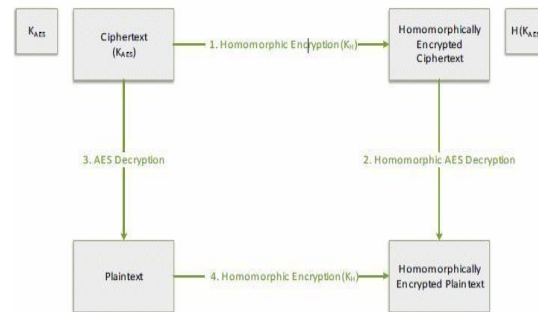 KAES
Ciphertext
(KAES)
1. Homomorphic Encryption(KH)
Homomorphically
Encrypted
Ciphertext
H(KAES
3. AES Decryption
2. Homomorphic AES Decryption
Plaintext
4. Homomorphic Encryption(KH)
Homomorphically
Encrypted Plaintext